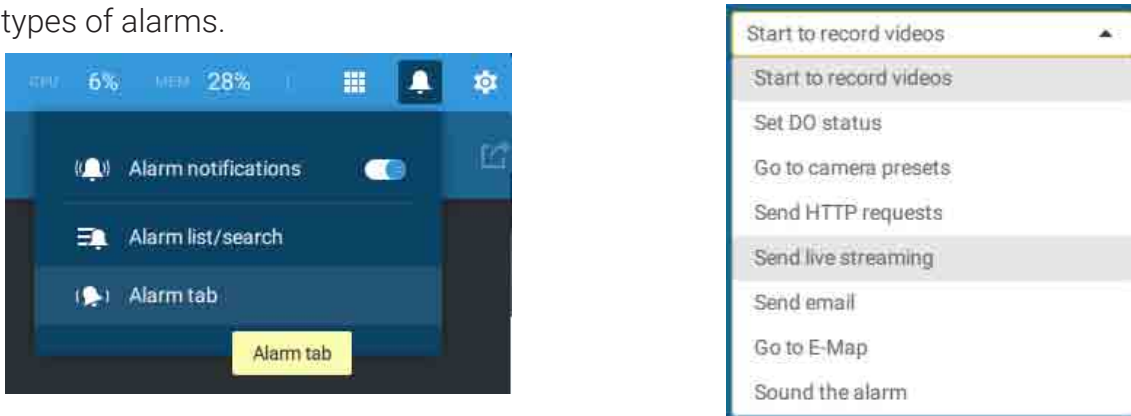 types of alarms.
CPU 6% MEM 28%
Alarm notifications
Alarm list/search
Alarm tab
Alarm tab
Start to record videos
Start to record videos
Set DO status
Go to camera presets
Send HTTP requests
Send live streaming
Send email
Go to E-Map
Sound the alarm